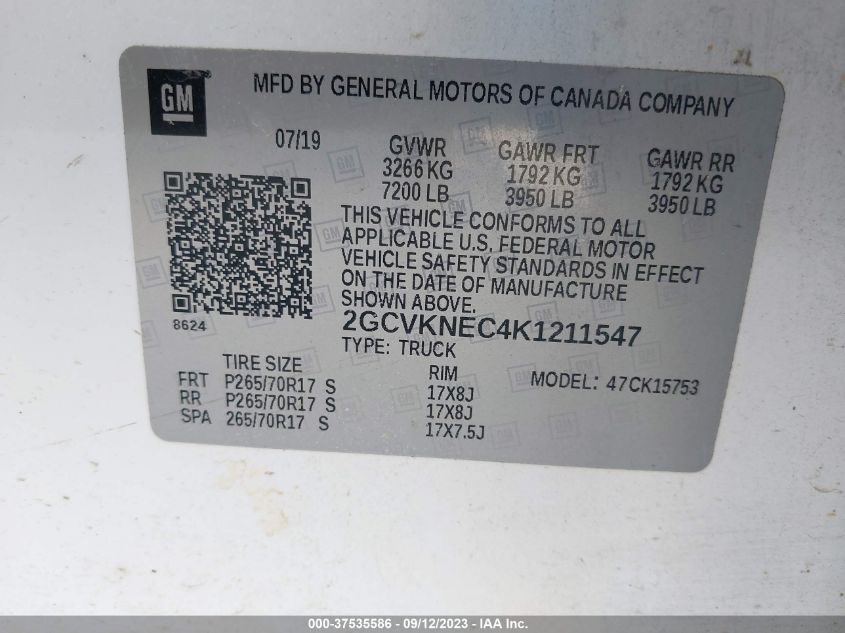 GM
MFD BY GENERAL MOTORS OF CANADA COMPANY
07/19
GVWR
3266 KG
7200 LB
GAWR FRT
1792 KG
3950 LB
GAWR RR
1792 KG
3950 LB
THIS VEHICLE CONFORMS TO ALL
APPLICABLE U.S. FEDERAL MOTOR
VEHICLE SAFETY STANDARDS IN EFFECT
ON THE DATE OF MANUFACTURE
SHOWN ABOVE.
8624
2GCVKNEC4K1211547
TYPE: TRUCK
TIRE SIZE
RIM
MODEL: 47CK15753
FRT P265/70R17 S 17X8J
RR P265/70R17 S 17X8J
SPA 265/70R17 S 17X7.5J
000-37535586 - 09/12/2023 - IAA Inc.